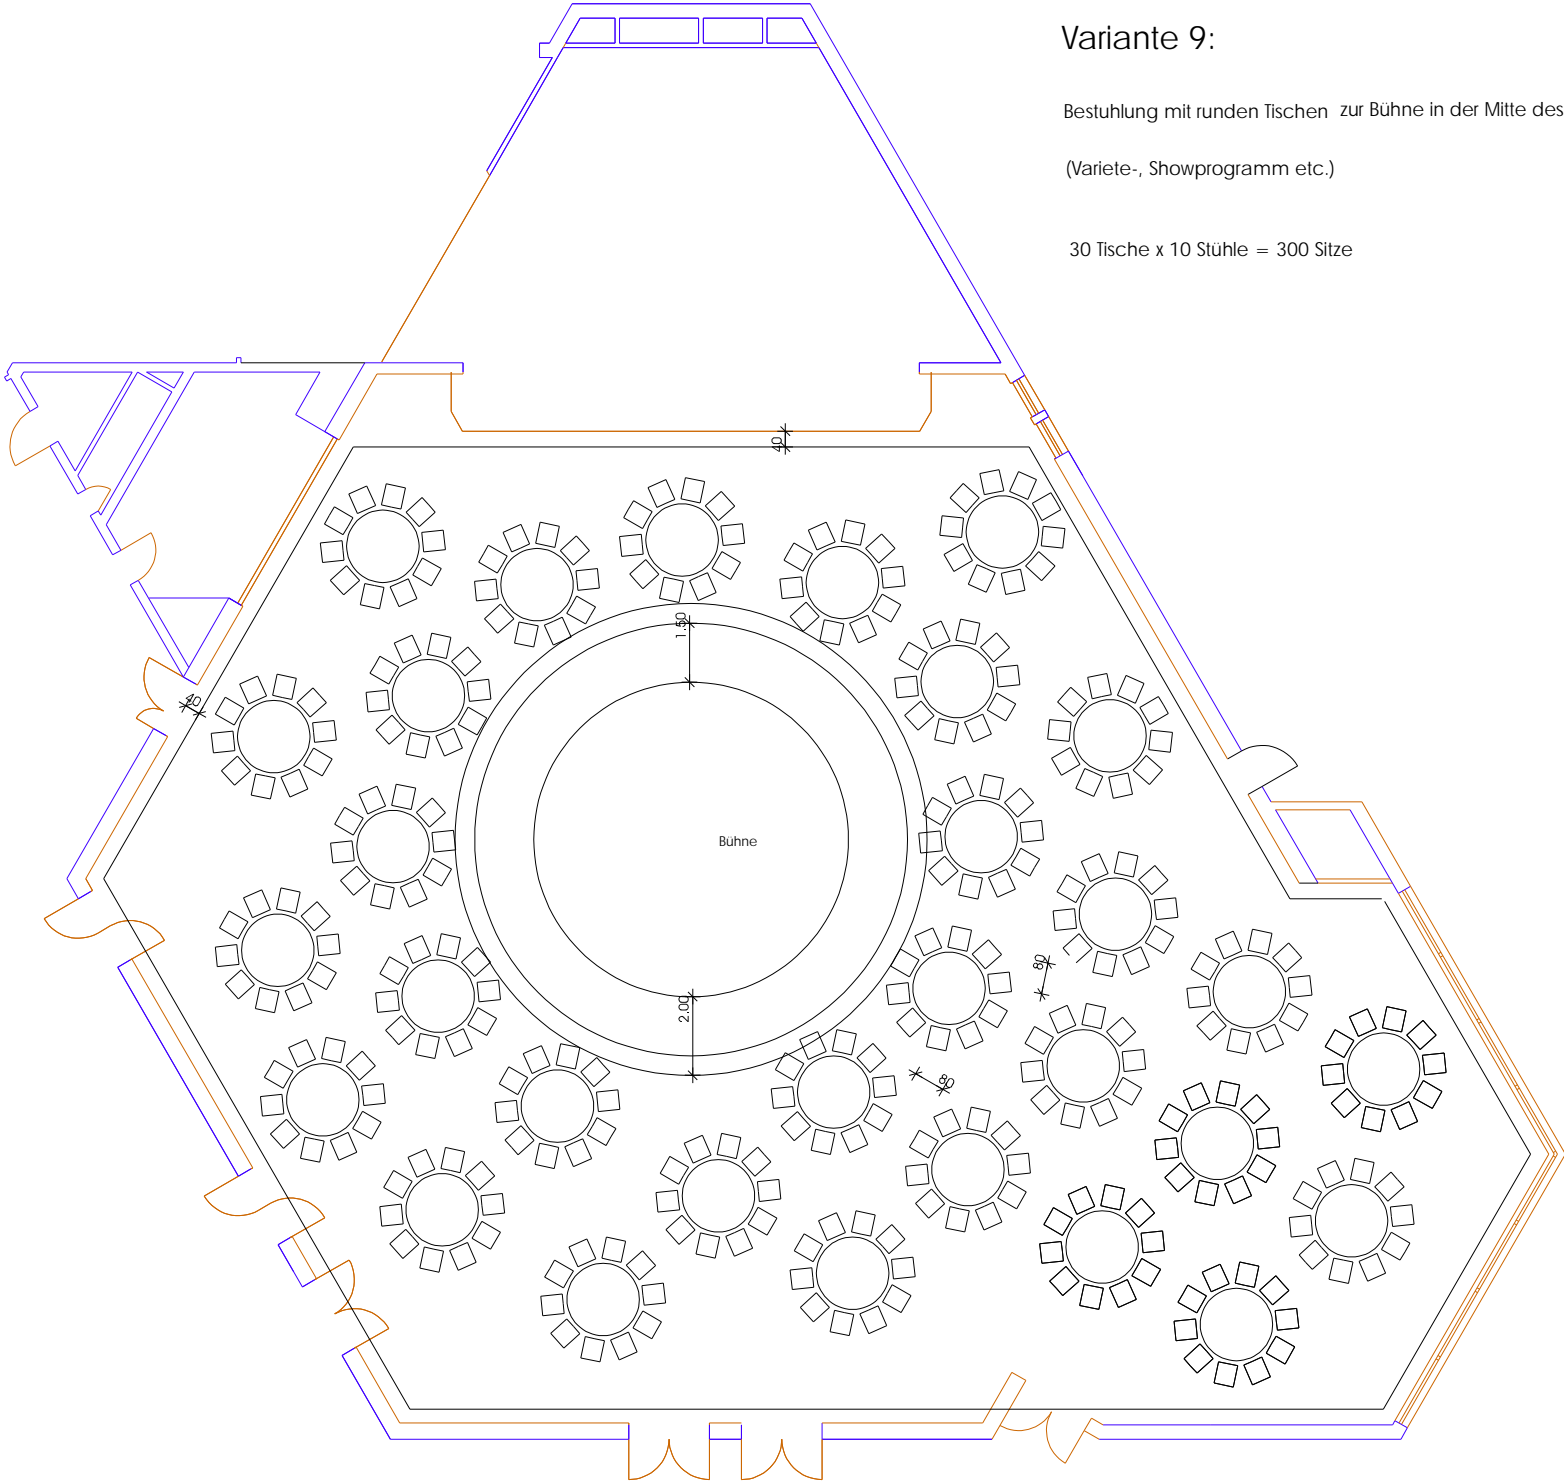 Variante 9:
Bestuhlung mit runden Tischen zur Bühne in der Mitte des
(Variete-, Showprogramm etc.)
30 Tische x 10 Stühle = 300 Sitze
40
1.50
40
Bühne
80
2.00
80